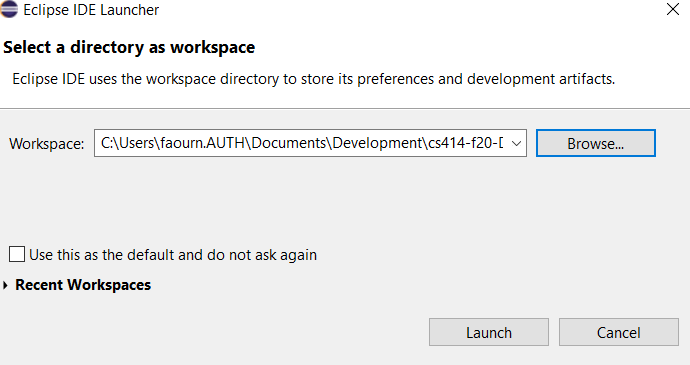 Eclipse IDE Launcher
Select a directory as workspace
Eclipse IDE uses the workspace directory to store its preferences and development artifacts.
Workspace: C:\Users\faourn.AUTH\Documents\Development\cs414-f20-D Browse...
Use this as the default and do not ask again
Recent Workspaces
Launch Cancel